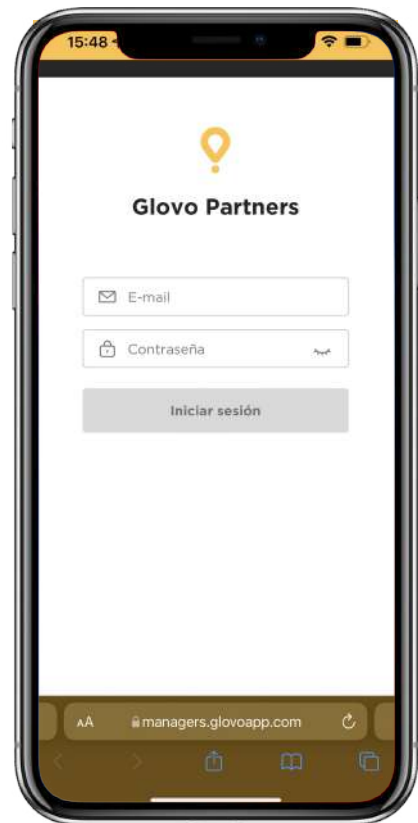 15:48
Glovo Partners
E-mail
Contraseña
Iniciar sesión
AA managers.glovoapp.com